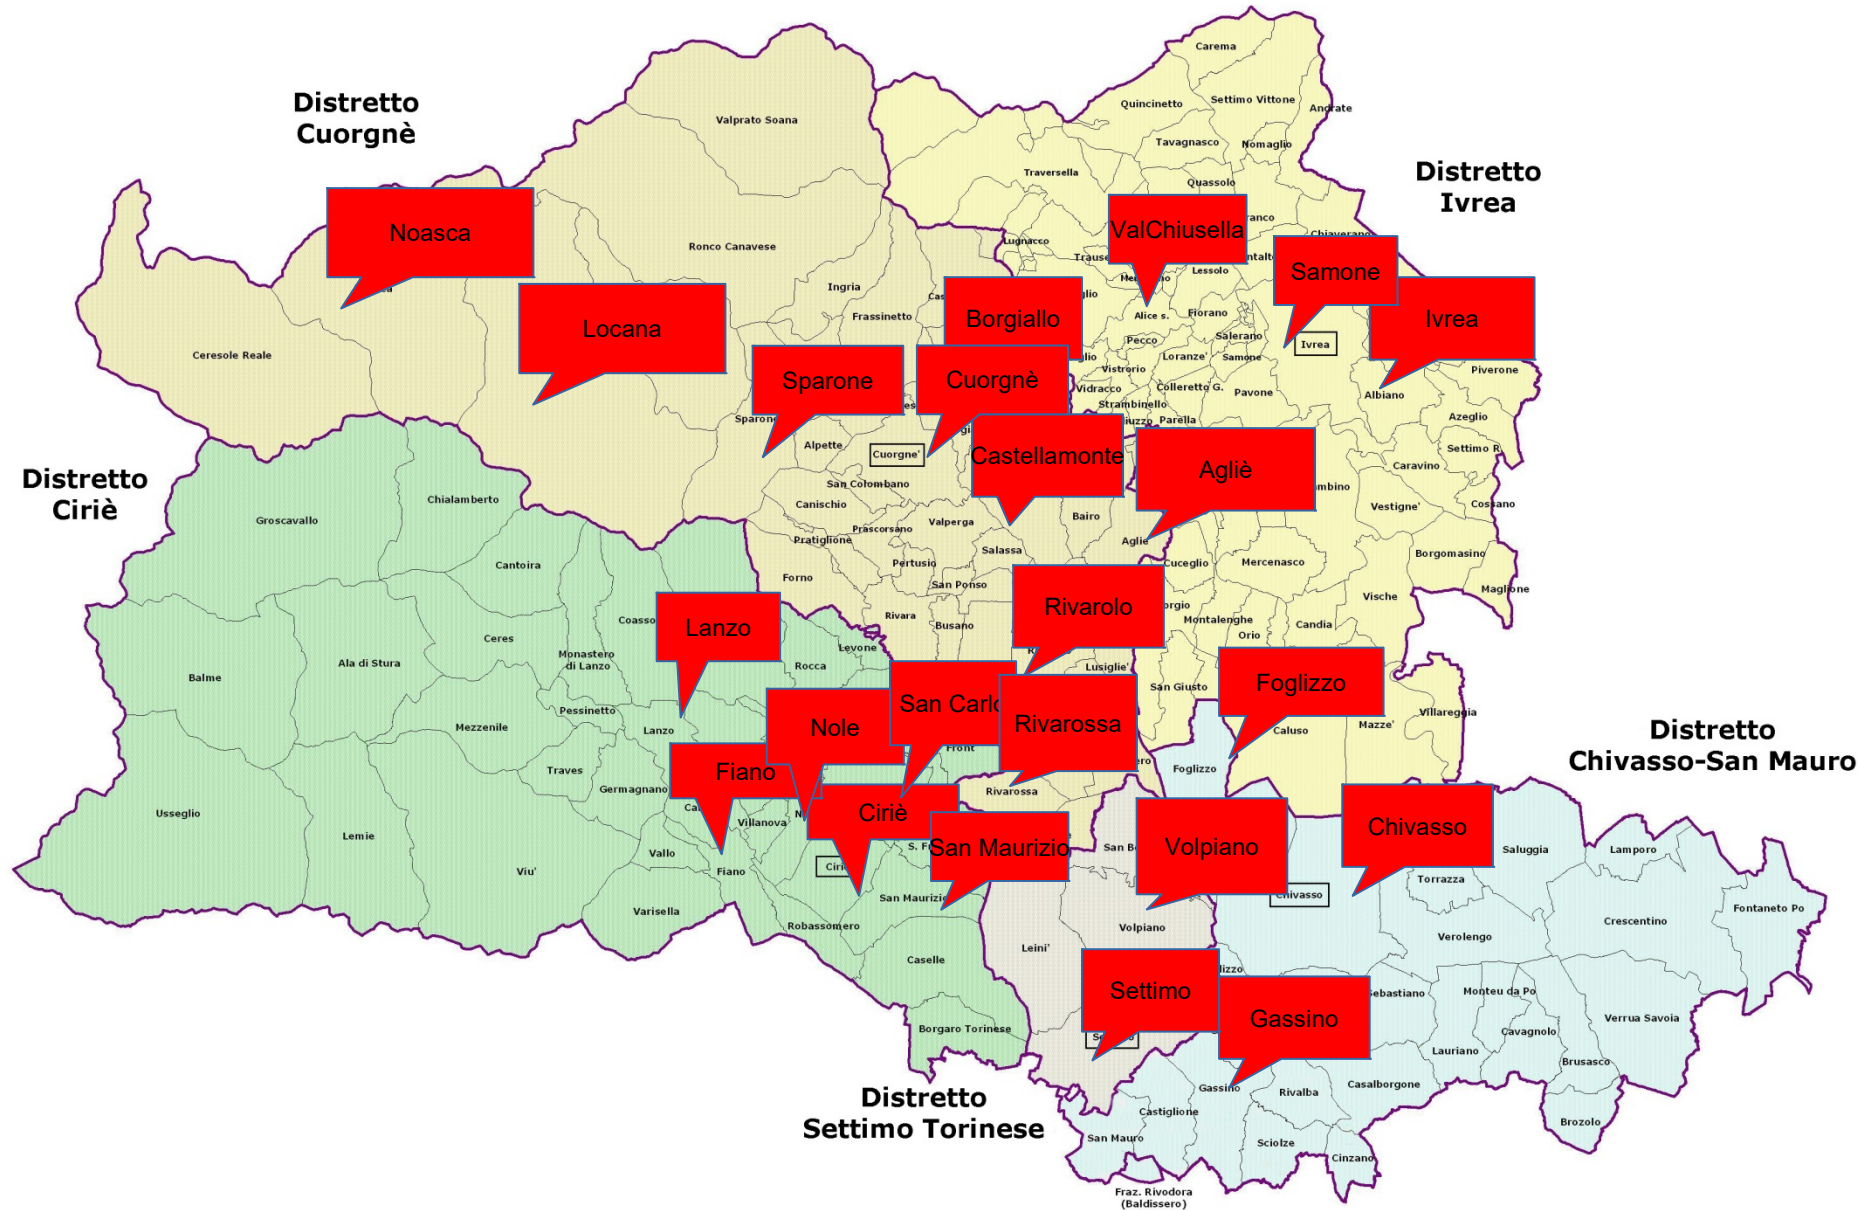 Distretto
Cuorgnè
Distretto
Ivrea
Distretto
Ciriè
Distretto
Chivasso-San Mauro
Distretto
Settimo Torinese
Noasca
Locana
Sparone
Borgiallo
Cuorgnè
Castellamonte
ValChiusella
Samone
Ivrea
Agliè
Rivarolo
Lanzo
Nole
San Carlo
Rivarossa
Foglizzo
Fiano
Ciriè
San Maurizio
Volpiano
Chivasso
Settimo
Gassino
Carema
Quincinetto
Settimo Vittone
Andrate
Tavagnasco
Nomaglio
Valprato Soana
Traversella
Quassolo
Chiaverano
Ronco Canavese
Lugnacco
Lessolo
Ingria
Frassinetto
Alice s.
Fiorano
Salerano
Ivrea
Pecco
Loranze'
Samone
Ceresole Reale
Vistrorio
Vidracco
Colleretto G.
Pavone
Albiano
Piverone
Strambinello
Parella
Azeglio
Sparone
Alpette
Cuorgne'
Settimo R
Caravino
San Colombano
Canischio
Vestigne'
Cossano
Chialamberto
Groscavallo
Prascorsano
Valperga
Bairo
Pratiglione
Salassa
Aglie'
Borgomasino
Cantoira
Pertusio
Cuceglio
Mercenasco
Forno
San Ponso
Maglione
Vische
Rivara
Busano
Montalenghe
Orio
Candia
Ceres
Monastero
di Lanzo
Levone
Ala di Stura
Rocca
Lusiglie'
Balme
San Giusto
Pessinetto
Mezzenile
Lanzo
Villareggia
Mazze'
Caluso
Front
Traves
Foglizzo
Germagnano
Rivarossa
Usseglio
Villanova
Lemie
Vallo
Saluggia
Lamporo
Viu'
Fiano
Torrazza
Chivasso
San Maurizio
Varisella
Crescentino
Fontaneto Po
Robassomero
Volpiano
Verolengo
Leini'
Caselle
Monteu da Po
Verrua Savoia
Borgaro Torinese
Cavagnolo
Lauriano
Brusasco
Gassino
Rivalba
Casalborgone
Castiglione
Brozolo
San Mauro
Sciolze
Cinzano
Fraz. Rivodora
(Baldissero)